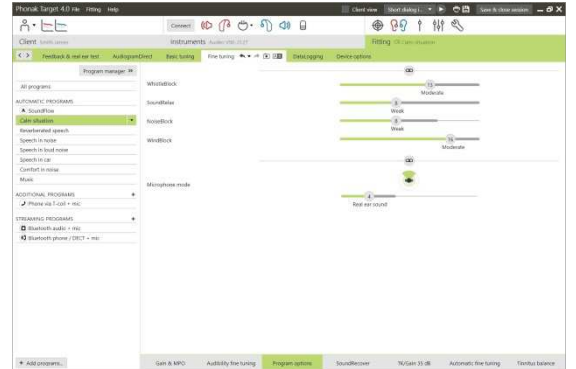 Phonak Target 4.0 File Fitting Help
Client view Short dialog i... Save & close session
Connect
Client Instruments Fitting
Feedback & real ear test AudiogramDirect Basic tuning Fine tuning DataLogging Device options
Program manager
All programs
AUTOMATIC PROGRAMS
SoundFlow
Calm situation
Reverberated speech
Speech in noise
Speech in loud noise
Speech in car
Comfort in noise
Music
ADDITIONAL PROGRAMS +
Phone via T-coil + mic
STREAMING PROGRAMS +
Bluetooth audio + mic
Bluetooth phone / DECT + mic
+ Add programs...
WhistleBlock
Moderate
SoundRelax
Weak
NoiseBlock
Weak
WindBlock
Moderate
Microphone mode
Real ear sound
Gain & MPO Audibility fine tuning Program options SoundRecover TK/Gain 35 dB Automatic fine tuning Tinnitus balance